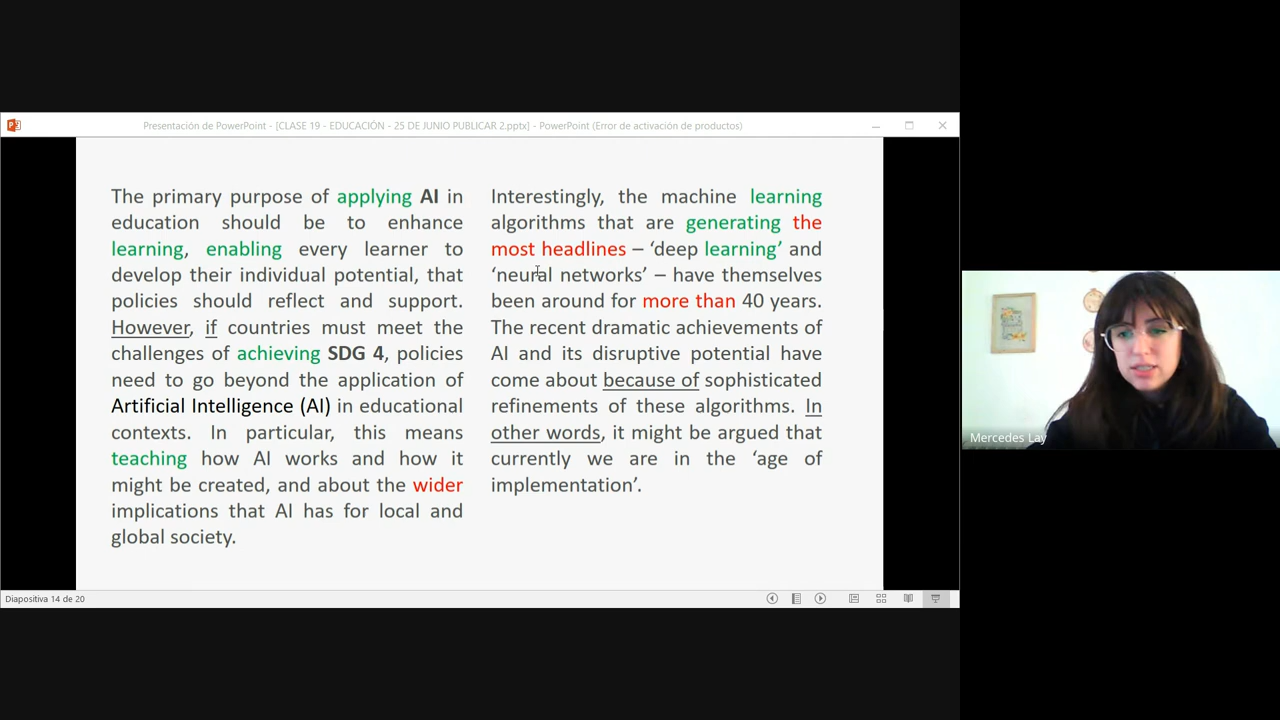 Presentación de PowerPoint - [CLASE 19 - EDUCACIÓN - 25 DE JUNIO PUBLICAR 2.pptx] - PowerPoint (Error de activación de productos)
The primary purpose of applying AI in
education should be to enhance
learning, enabling every learner to
develop their individual potential, that
policies should reflect and support.
However, if countries must meet the
challenges of achieving SDG 4, policies
need to go beyond the application of
Artificial Intelligence (AI) in educational
contexts. In particular, this means
teaching how AI works and how it
might be created, and about the wider
implications that AI has for local and
global society.
Interestingly, the machine learning
algorithms that are generating the
most headlines – ‘deep learning’ and
‘neural networks’ – have themselves
been around for more than 40 years.
The recent dramatic achievements of
AI and its disruptive potential have
come about because of sophisticated
refinements of these algorithms. In
other words, it might be argued that
currently we are in the ‘age of
implementation’.
Mercedes Lay
Diapositiva 14 de 20